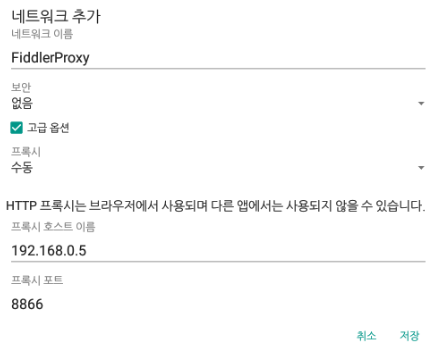 네트워크 추가
네트워크 이름
FiddlerProxy
보안
없음
고급 옵션
프록시
수동
HTTP 프록시는 브라우저에서 사용되며 다른 앱에서는 사용되지 않을 수 있습니다.
프록시 호스트 이름
192.168.0.5
프록시 포트
8866
취소 저장